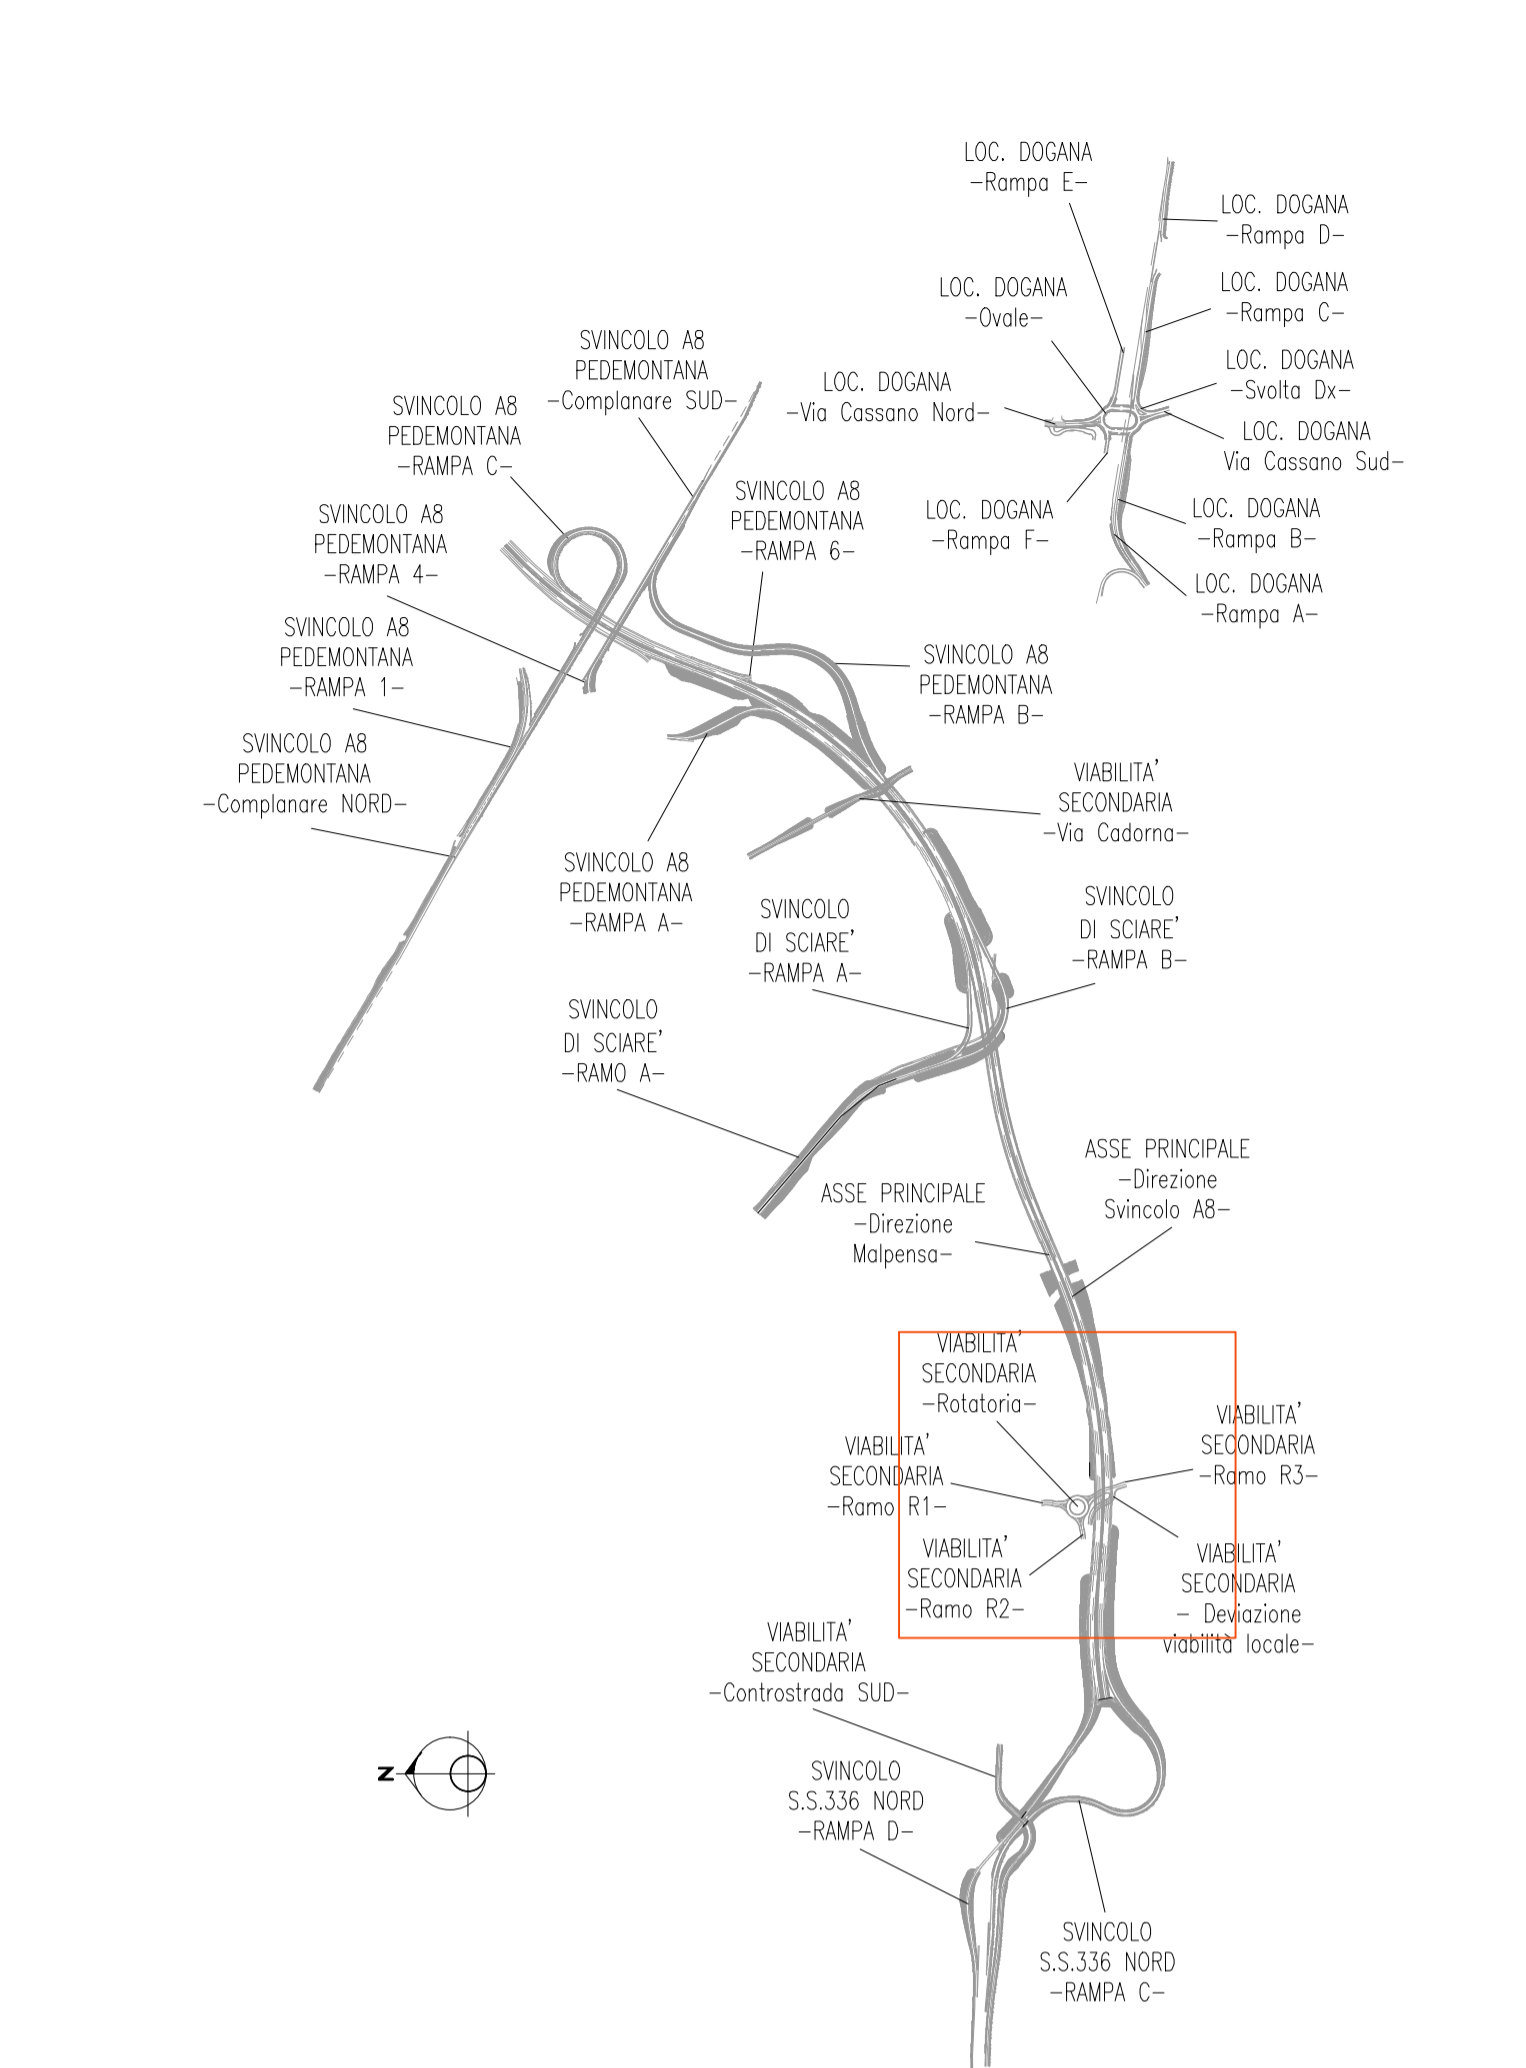 LOC. DOGANA
-Rampa E-
LOC. DOGANA
-Rampa D-
LOC. DOGANA
-Ovale-
LOC. DOGANA
-Rampa C-
SVINCOLO A8
PEDEMONTANA
-Complanare SUD-
LOC. DOGANA
-Via Cassano Nord-
LOC. DOGANA
-Svolta Dx-
SVINCOLO A8
PEDEMONTANA
-RAMPA C-
LOC. DOGANA
Via Cassano Sud-
SVINCOLO A8
PEDEMONTANA
-RAMPA 6-
SVINCOLO A8
PEDEMONTANA
-RAMPA 4-
LOC. DOGANA
-Rampa F-
LOC. DOGANA
-Rampa B-
LOC. DOGANA
-Rampa A-
SVINCOLO A8
PEDEMONTANA
-RAMPA 1-
SVINCOLO A8
PEDEMONTANA
-RAMPA B-
SVINCOLO A8
PEDEMONTANA
-Complanare NORD-
VIABILITA'
SECONDARIA
-Via Cadorna-
SVINCOLO A8
PEDEMONTANA
-RAMPA A-
SVINCOLO
DI SCIARE'
-RAMPA A-
SVINCOLO
DI SCIARE'
-RAMPA B-
SVINCOLO
DI SCIARE'
-RAMO A-
ASSE PRINCIPALE
-Direzione
Svincolo A8-
ASSE PRINCIPALE
-Direzione
Malpensa-
VIABILITA'
SECONDARIA
-Rotatoria-
VIABILITA'
SECONDARIA
-Ramo R3-
VIABILITA'
SECONDARIA
-Ramo R1-
VIABILITA'
SECONDARIA
-Ramo R2-
VIABILITA'
SECONDARIA
- Deviazione
viabilità locale-
VIABILITA'
SECONDARIA
-Controstrada SUD-
N
SVINCOLO
S.S.336 NORD
-RAMPA D-
SVINCOLO
S.S.336 NORD
-RAMPA C-